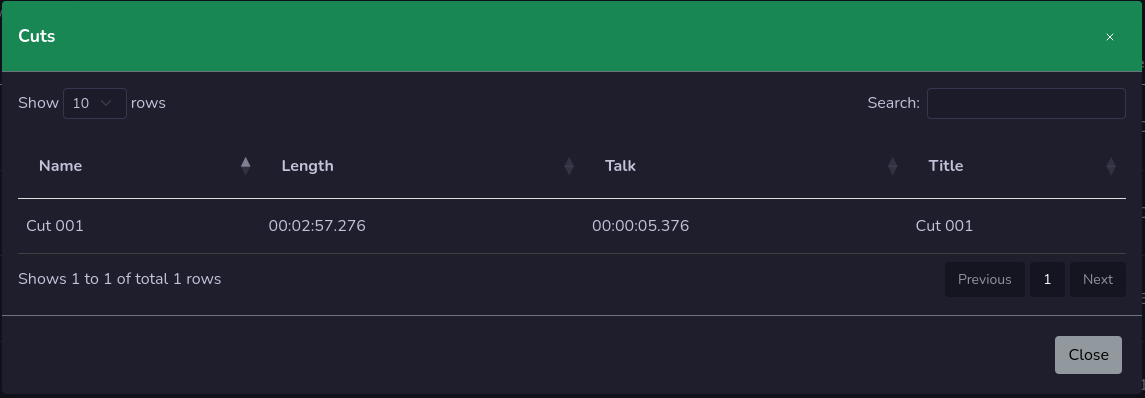 Cuts ×
Show 10 rows Search:
Name Length Talk Title
Cut 001 00:02:57.276 00:00:05.376 Cut 001
Shows 1 to 1 of total 1 rows Previous 1 Next
Close